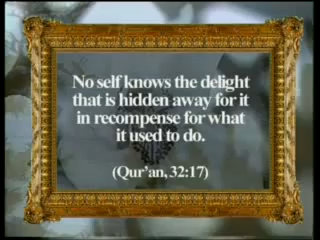 No self knows the delight
that is hidden away for it
in recompense for what
it used to do.
(Qur'an, 32:17)